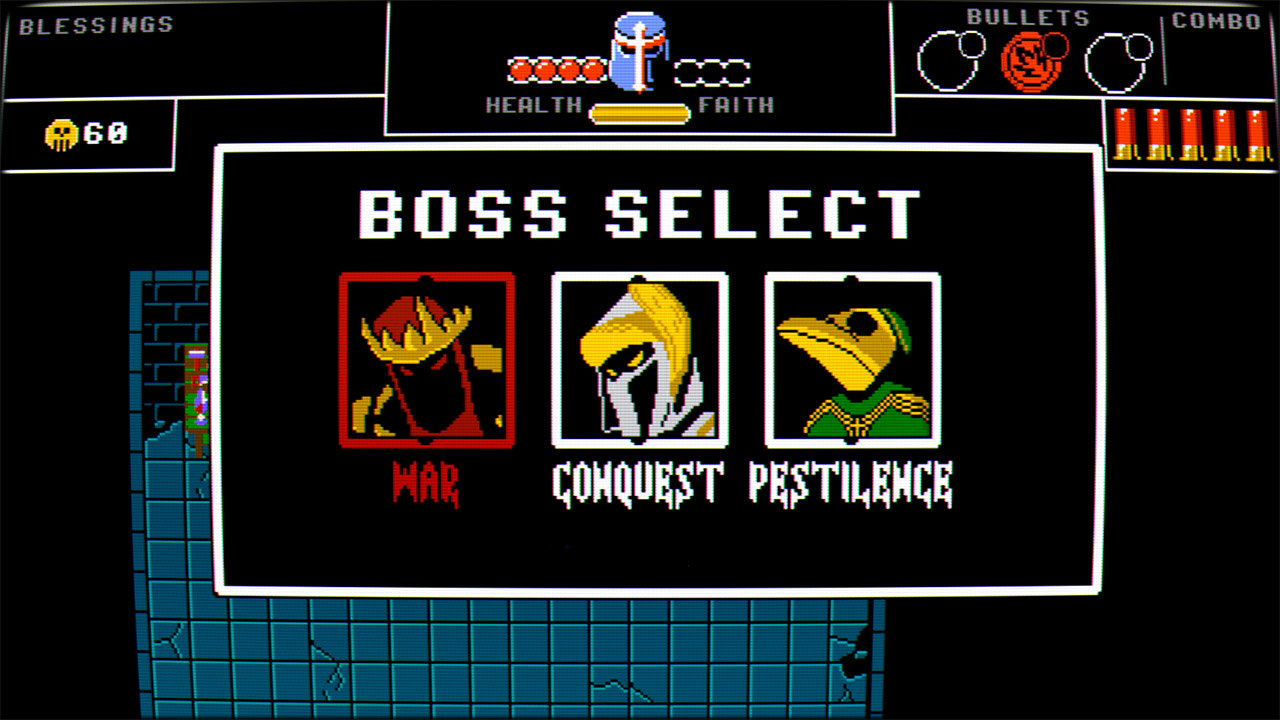 BLESSINGS
HEALTH
FAITH
BULLETS
COMBO
60
BOSS SELECT
WAR
CONQUEST
PESTILENCE